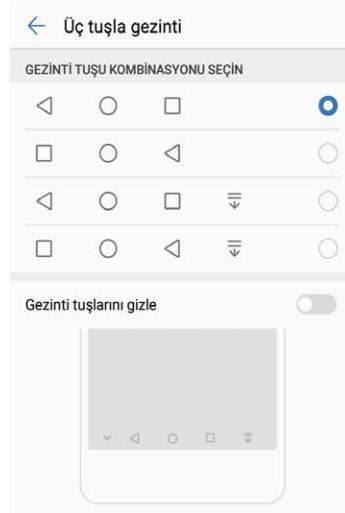 Üç tuşla gezinti
GEZİNTİ TUŞU KOMBİNASYONU SEÇİN
Gezinti tuşlarını gizle